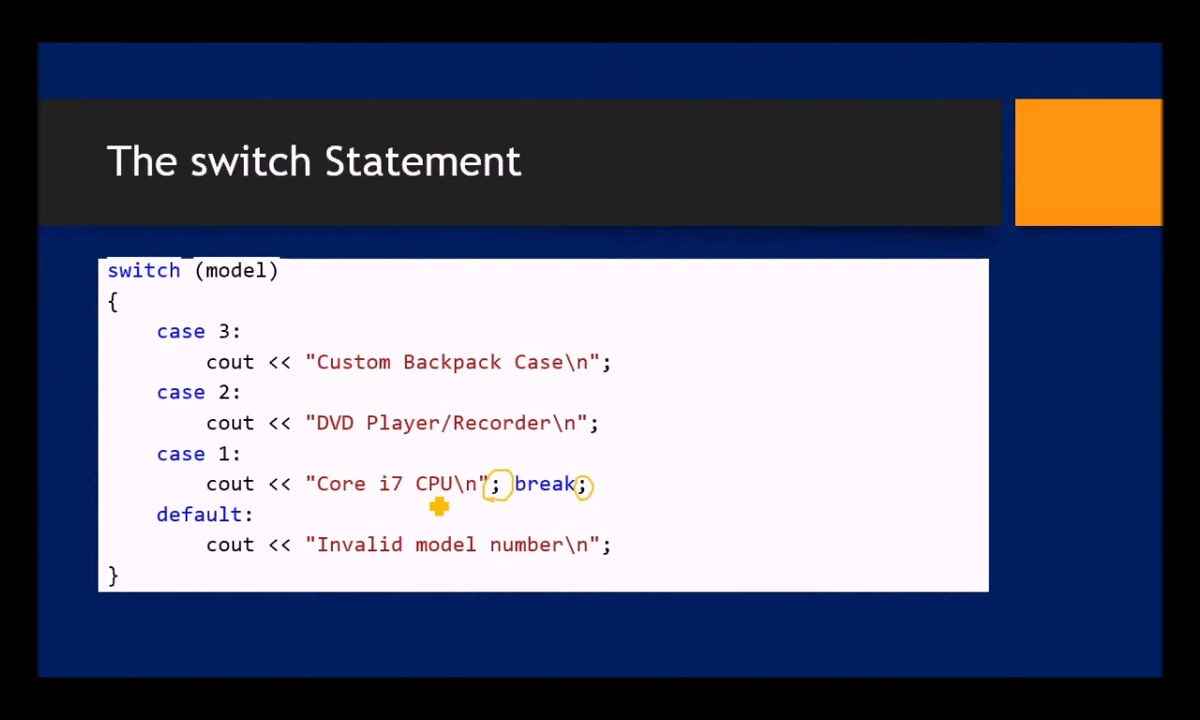 The switch Statement
switch (model)
{
case 3:
cout << "Custom Backpack Case\n";
case 2:
cout << "DVD Player/Recorder\n";
case 1:
cout << "Core i7 CPU\n"; break;
default:
cout << "Invalid model number\n";
}